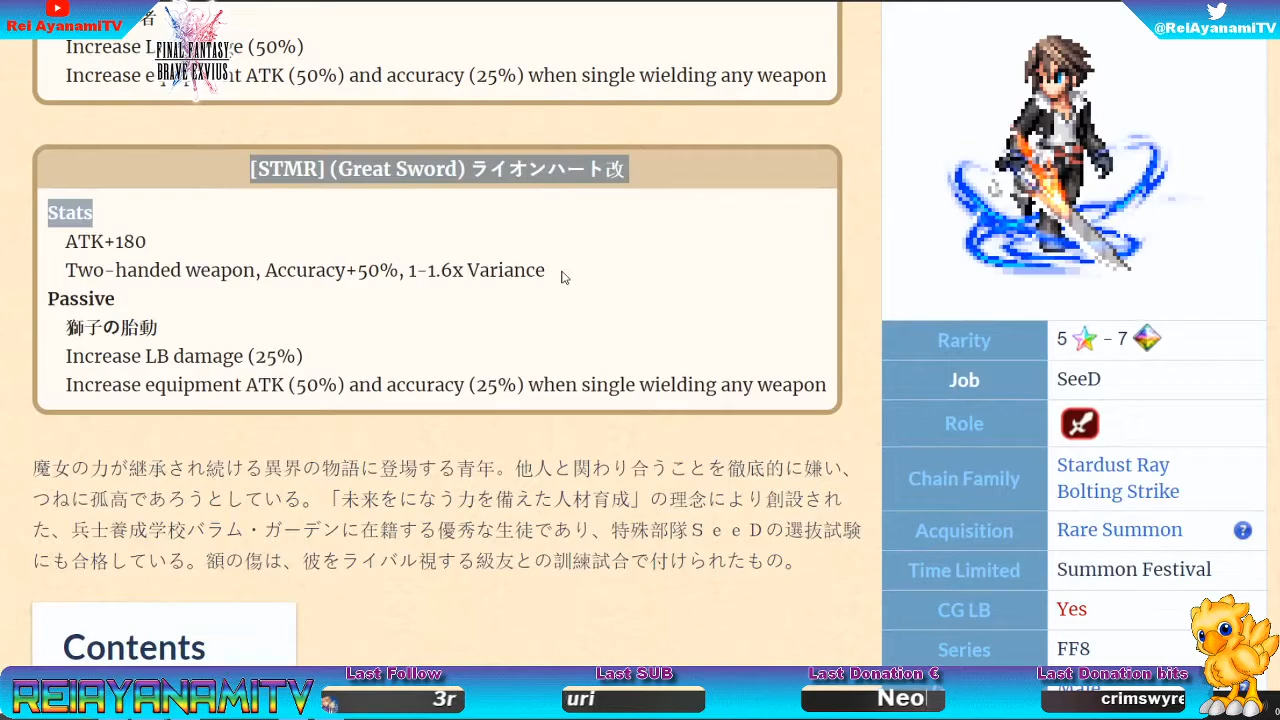 Rei AyanamiTV
@ReiAyanamITV
FINAL FANTASY
BRAVE EXVIUS
者
Increase L e (50%)
Increase e t ATK (50%) and accuracy (25%) when single wielding any weapon
[STMR] (Great Sword) ライオンハート改
Stats
ATK+180
Two-handed weapon, Accuracy+50%, 1-1.6x Variance
Passive
獅子の胎動
Increase LB damage (25%)
Increase equipment ATK (50%) and accuracy (25%) when single wielding any weapon
魔女の力が継承され続ける異界の物語に登場する青年。他人と関わり合うことを徹底的に嫌い、
つねに孤高であろうとしている。「未来をになう力を備えた人材育成」の理念により創設され
た、兵士養成学校バラム・ガーデンに在籍する優秀な生徒であり、特殊部隊ＳｅｅＤの選抜試験
にも合格している。額の傷は、彼をライバル視する級友との訓練試合で付けられたもの。
Contents
Rarity 5 – 7
Job SeeD
Role
Chain Family Stardust Ray
Bolting Strike
Acquisition Rare Summon ?
Time Limited Summon Festival
CG LB Yes
Series FF8
Male
REIAYANAMITV
Last Follow
3r
Last SUB
uri
Last Donation €
Neo
Last Donation bits
crimswyre